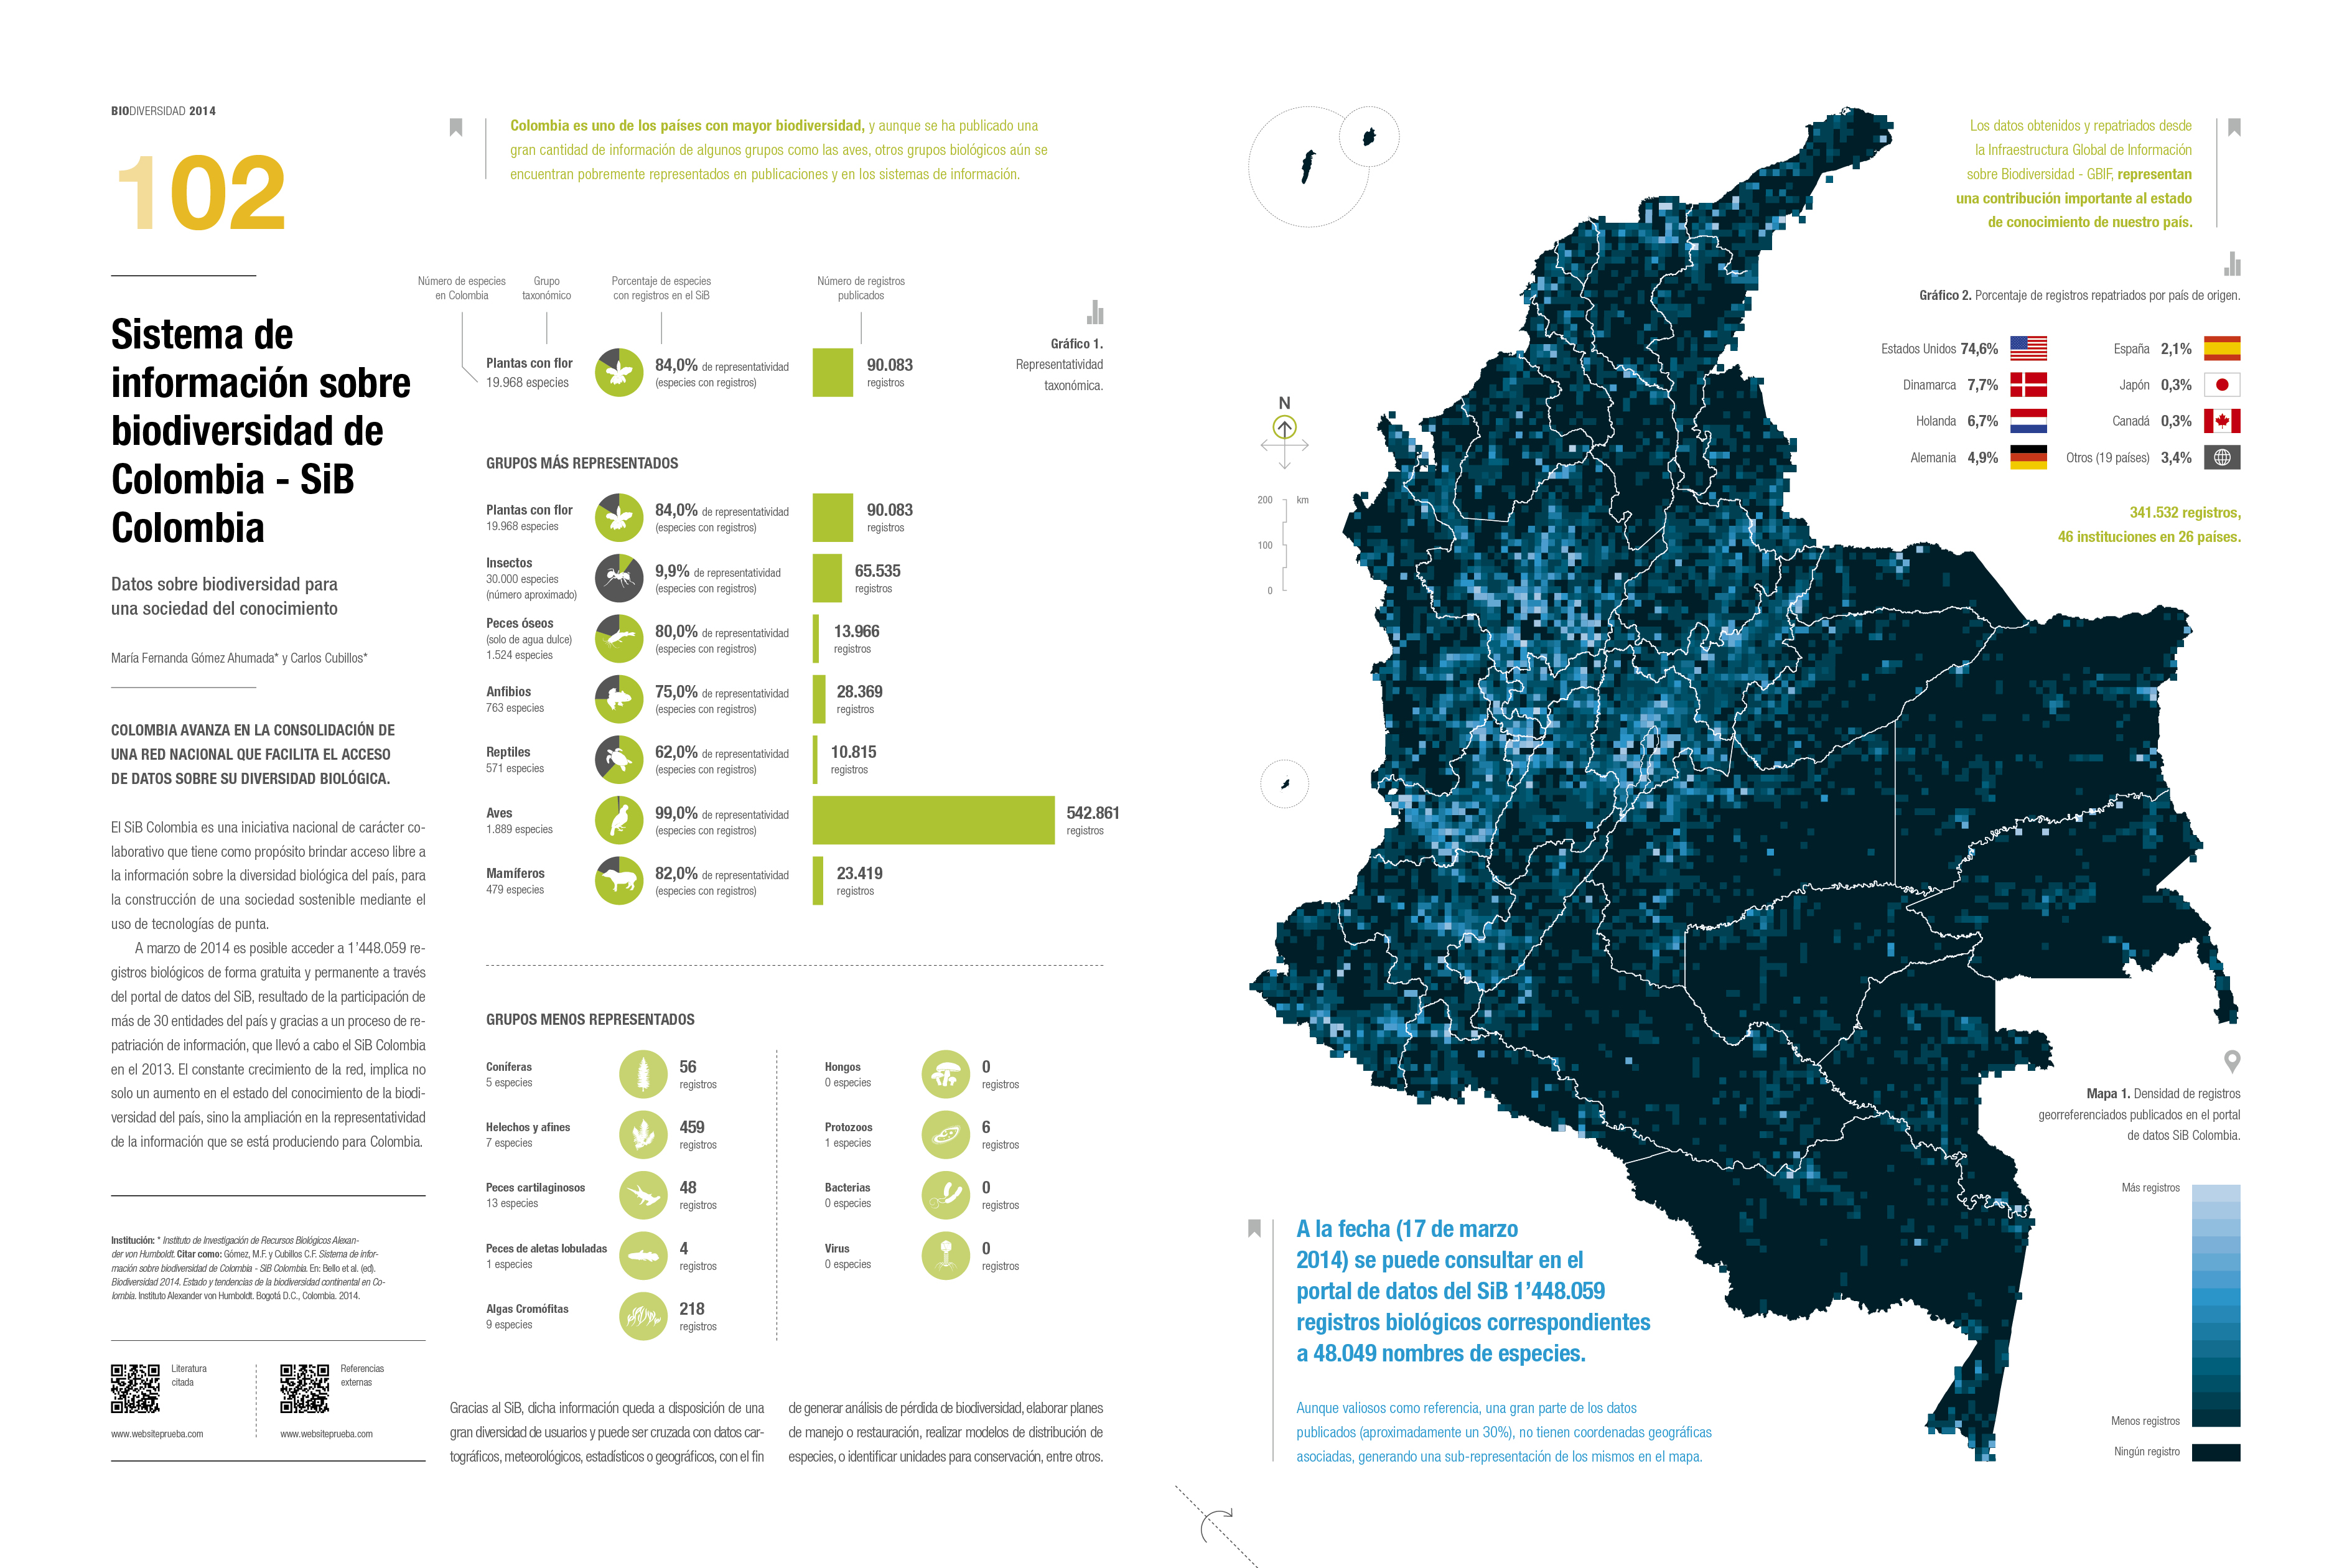 BIODIVERSIDAD 2014
102
Sistema de
información sobre
biodiversidad de
Colombia - SiB
Colombia
Datos sobre biodiversidad para
una sociedad del conocimiento
María Fernanda Gómez Ahumada* y Carlos Cubillos*
COLOMBIA AVANZA EN LA CONSOLIDACIÓN DE
UNA RED NACIONAL QUE FACILITA EL ACCESO
DE DATOS SOBRE SU DIVERSIDAD BIOLÓGICA.
El SiB Colombia es una iniciativa nacional de carácter co-
laborativo que tiene como propósito brindar acceso libre a
la información sobre la diversidad biológica del país, para
la construcción de una sociedad sostenible mediante el
uso de tecnologías de punta.
A marzo de 2014 es posible acceder a 1’448.059 re-
gistros biológicos de forma gratuita y permanente a través
del portal de datos del SiB, resultado de la participación de
más de 30 entidades del país y gracias a un proceso de re-
patriación de información, que llevó a cabo el SiB Colombia
en el 2013. El constante crecimiento de la red, implica no
solo un aumento en el estado del conocimiento de la biodi-
versidad del país, sino la ampliación en la representatividad
de la información que se está produciendo para Colombia.
Institución: * Instituto de Investigación de Recursos Biológicos Alexan-
der von Humboldt. Citar como: Gómez, M.F. y Cubillos C.F. Sistema de infor-
mación sobre biodiversidad de Colombia - SiB Colombia. En: Bello et al. (ed).
Biodiversidad 2014. Estado y tendencias de la biodiversidad continental en Co-
lombia. Instituto Alexander von Humboldt. Bogotá D.C., Colombia. 2014.
Literatura
citada
www.websiteprueba.com
Referencias
externas
www.websiteprueba.com
Colombia es uno de los países con mayor biodiversidad, y aunque se ha publicado una
gran cantidad de información de algunos grupos como las aves, otros grupos biológicos aún se
encuentran pobremente representados en publicaciones y en los sistemas de información.
Número de especies
en Colombia
Grupo
taxonómico
Porcentaje de especies
con registros en el SiB
Número de registros
publicados
Plantas con flor
19.968 especies
84,0% de representatividad
(especies con registros)
90.083
registros
Gráfico 1.
Representatividad
taxonómica.
GRUPOS MÁS REPRESENTADOS
Plantas con flor
19.968 especies
84,0% de representatividad
(especies con registros)
90.083
registros
Insectos
30.000 especies
(número aproximado)
9,9% de representatividad
(especies con registros)
65.535
registros
Peces óseos
(solo de agua dulce)
1.524 especies
80,0% de representatividad
(especies con registros)
13.966
registros
Anfibios
763 especies
75,0% de representatividad
(especies con registros)
28.369
registros
Reptiles
571 especies
62,0% de representatividad
(especies con registros)
10.815
registros
Aves
1.889 especies
99,0% de representatividad
(especies con registros)
542.861
registros
Mamíferos
479 especies
82,0% de representatividad
(especies con registros)
23.419
registros
GRUPOS MENOS REPRESENTADOS
Coníferas
5 especies
56
registros
Helechos y afines
7 especies
459
registros
Peces cartilaginosos
13 especies
48
registros
Peces de aletas lobuladas
1 especies
4
registros
Algas Cromófitas
9 especies
218
registros
Hongos
0 especies
0
registros
Protozoos
1 especies
6
registros
Bacterias
0 especies
0
registros
Virus
0 especies
0
registros
Gracias al SiB, dicha información queda a disposición de una
gran diversidad de usuarios y puede ser cruzada con datos car-
tográficos, meteorológicos, estadísticos o geográficos, con el fin
de generar análisis de pérdida de biodiversidad, elaborar planes
de manejo o restauración, realizar modelos de distribución de
especies, o identificar unidades para conservación, entre otros.
Los datos obtenidos y repatriados desde
la Infraestructura Global de Información
sobre Biodiversidad - GBIF, representan
una contribución importante al estado
de conocimiento de nuestro país.
Gráfico 2. Porcentaje de registros repatriados por país de origen.
Estados Unidos 74,6%
Dinamarca 7,7%
Holanda 6,7%
Alemania 4,9%
España 2,1%
Japón 0,3%
Canadá 0,3%
Otros (19 países) 3,4%
341.532 registros,
46 instituciones en 26 países.
N
200 km
100
0
Mapa 1. Densidad de registros
georreferenciados publicados en el portal
de datos SiB Colombia.
Más registros
Menos registros
Ningún registro
A la fecha (17 de marzo
2014) se puede consultar en el
portal de datos del SiB 1’448.059
registros biológicos correspondientes
a 48.049 nombres de especies.
Aunque valiosos como referencia, una gran parte de los datos
publicados (aproximadamente un 30%), no tienen coordenadas geográficas
asociadas, generando una sub-representación de los mismos en el mapa.